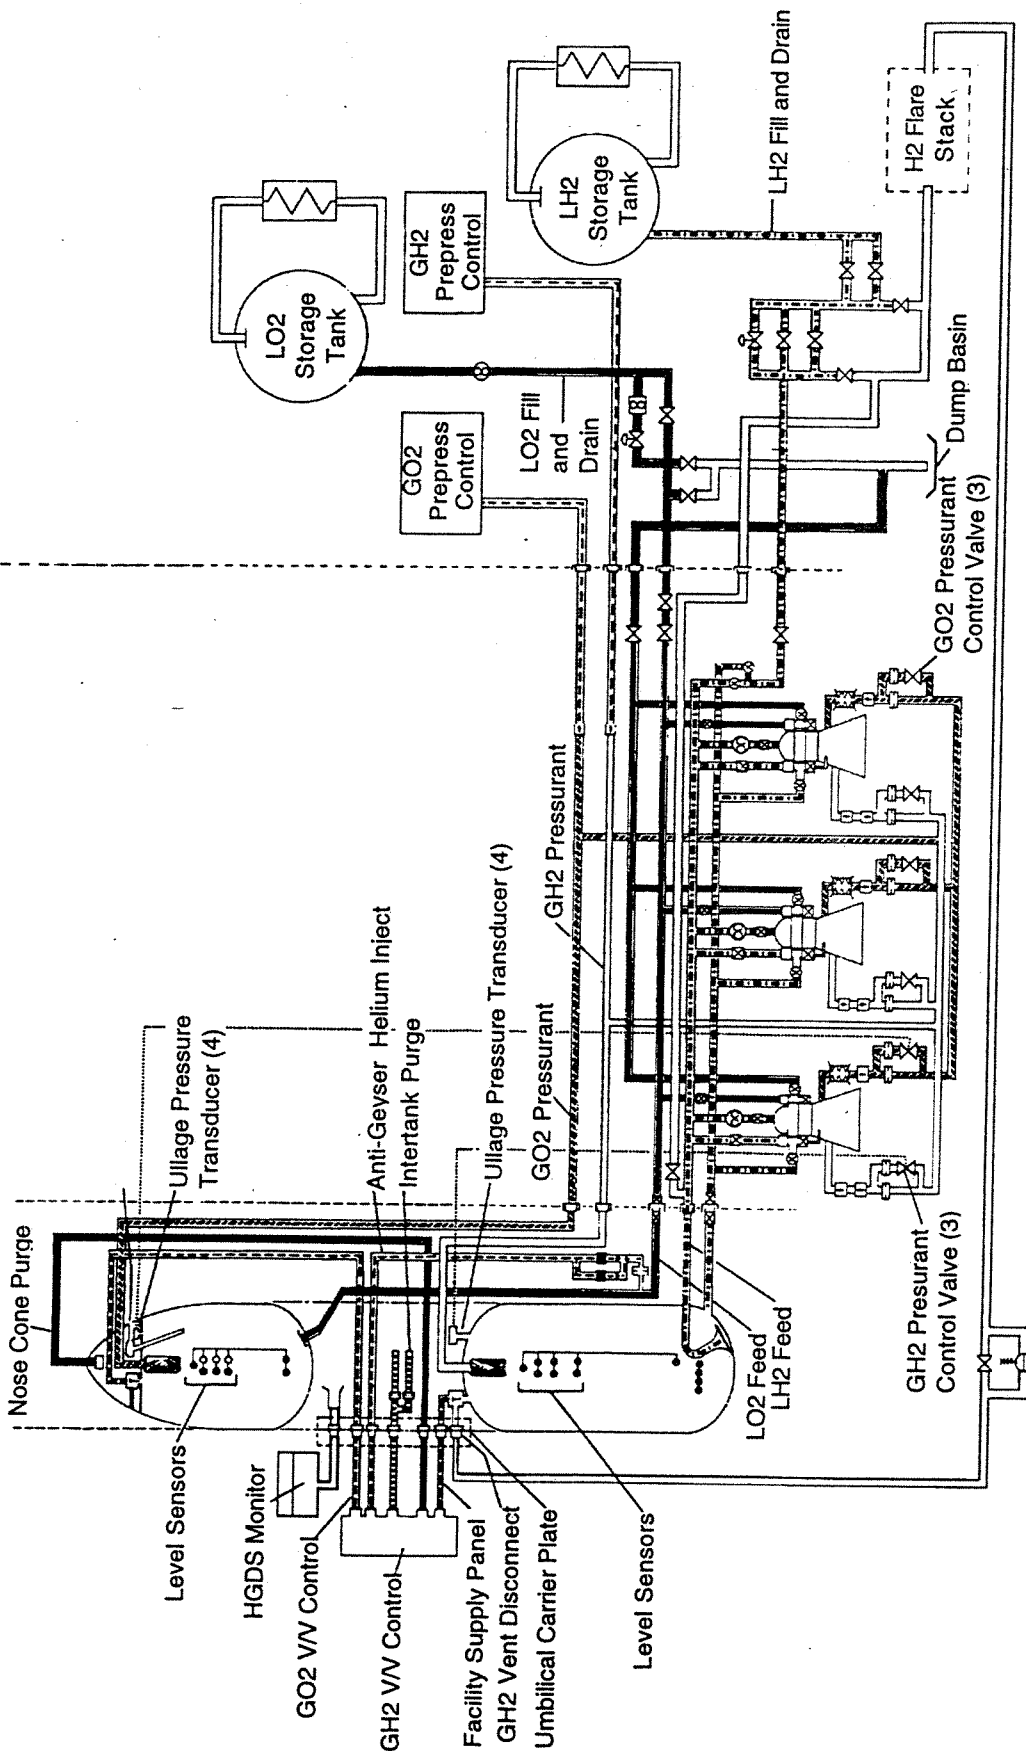 Nose Cone Purge
Ullage Pressure
Transducer (4)
Level Sensors
HGDS Monitor
GO2 V/V Control
GH2 V/V Control
Facility Supply Panel
GH2 Vent Disconnect
Umbilical Carrier Plate
Level Sensors
Anti-Geyser Helium Inject
Intertank Purge
Ullage Pressure Transducer (4)
GO2 Pressurant
GH2 Pressurant
LO2 Feed
LH2 Feed
GH2 Pressurant
Control Valve (3)
GO2 Pressurant
Control Valve (3)
GO2
Prepress
Control
LO2
Storage
Tank
LO2 Fill
and
Drain
GH2
Prepress
Control
LH2
Storage
Tank
LH2 Fill and Drain
Dump Basin
H2 Flare
Stack